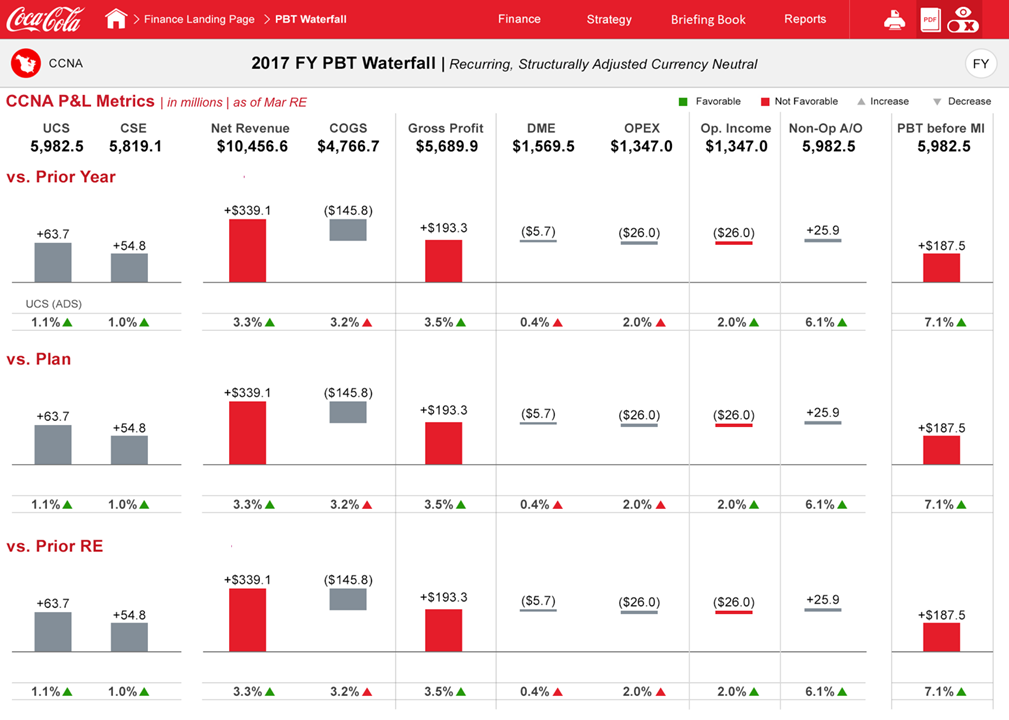 Coca-Cola
Finance Landing Page
PBT Waterfall
Finance
Strategy
Briefing Book
Reports
PDF
CCNA
2017 FY PBT Waterfall | Recurring, Structurally Adjusted Currency Neutral
FY
CCNA P&L Metrics | in millions | as of Mar RE
Favorable Not Favorable Increase Decrease
UCS CSE Net Revenue COGS Gross Profit DME OPEX Op. Income Non-Op A/O PBT before MI
5,982.5 5,819.1 $10,456.6 $4,766.7 $5,689.9 $1,569.5 $1,347.0 $1,347.0 5,982.5 5,982.5
vs. Prior Year
+63.7 +54.8 +$339.1 ($145.8) +$193.3 ($5.7) ($26.0) ($26.0) +25.9 +$187.5
UCS (ADS)
1.1% 1.0% 3.3% 3.2% 3.5% 0.4% 2.0% 2.0% 6.1% 7.1%
vs. Plan
+63.7 +54.8 +$339.1 ($145.8) +$193.3 ($5.7) ($26.0) ($26.0) +25.9 +$187.5
1.1% 1.0% 3.3% 3.2% 3.5% 0.4% 2.0% 2.0% 6.1% 7.1%
vs. Prior RE
+63.7 +54.8 +$339.1 ($145.8) +$193.3 ($5.7) ($26.0) ($26.0) +25.9 +$187.5
1.1% 1.0% 3.3% 3.2% 3.5% 0.4% 2.0% 2.0% 6.1% 7.1%